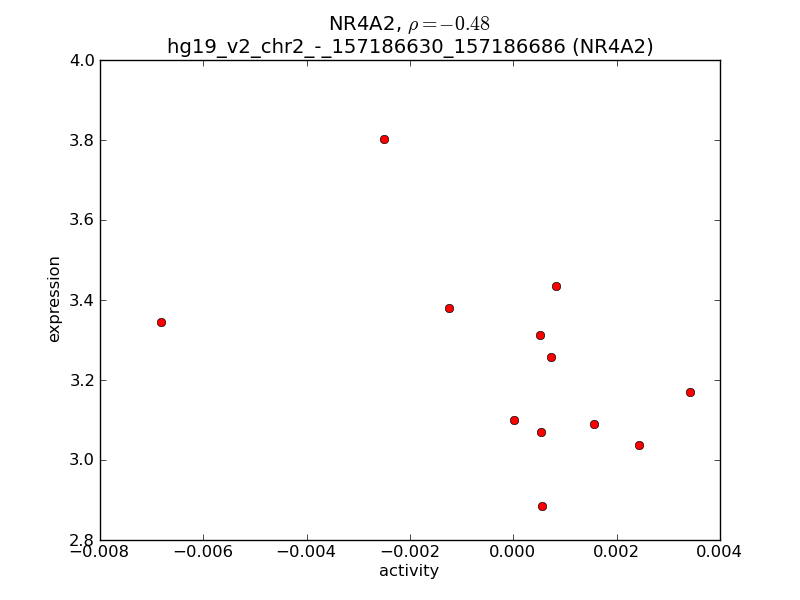 NR4A2, ρ=−0.48
hg19_v2_chr2_-_157186630_157186686 (NR4A2)
4.0
3.8
3.6
3.4
3.2
3.0
2.8
expression
−0.008 −0.006 −0.004 −0.002 0.000 0.002 0.004
activity